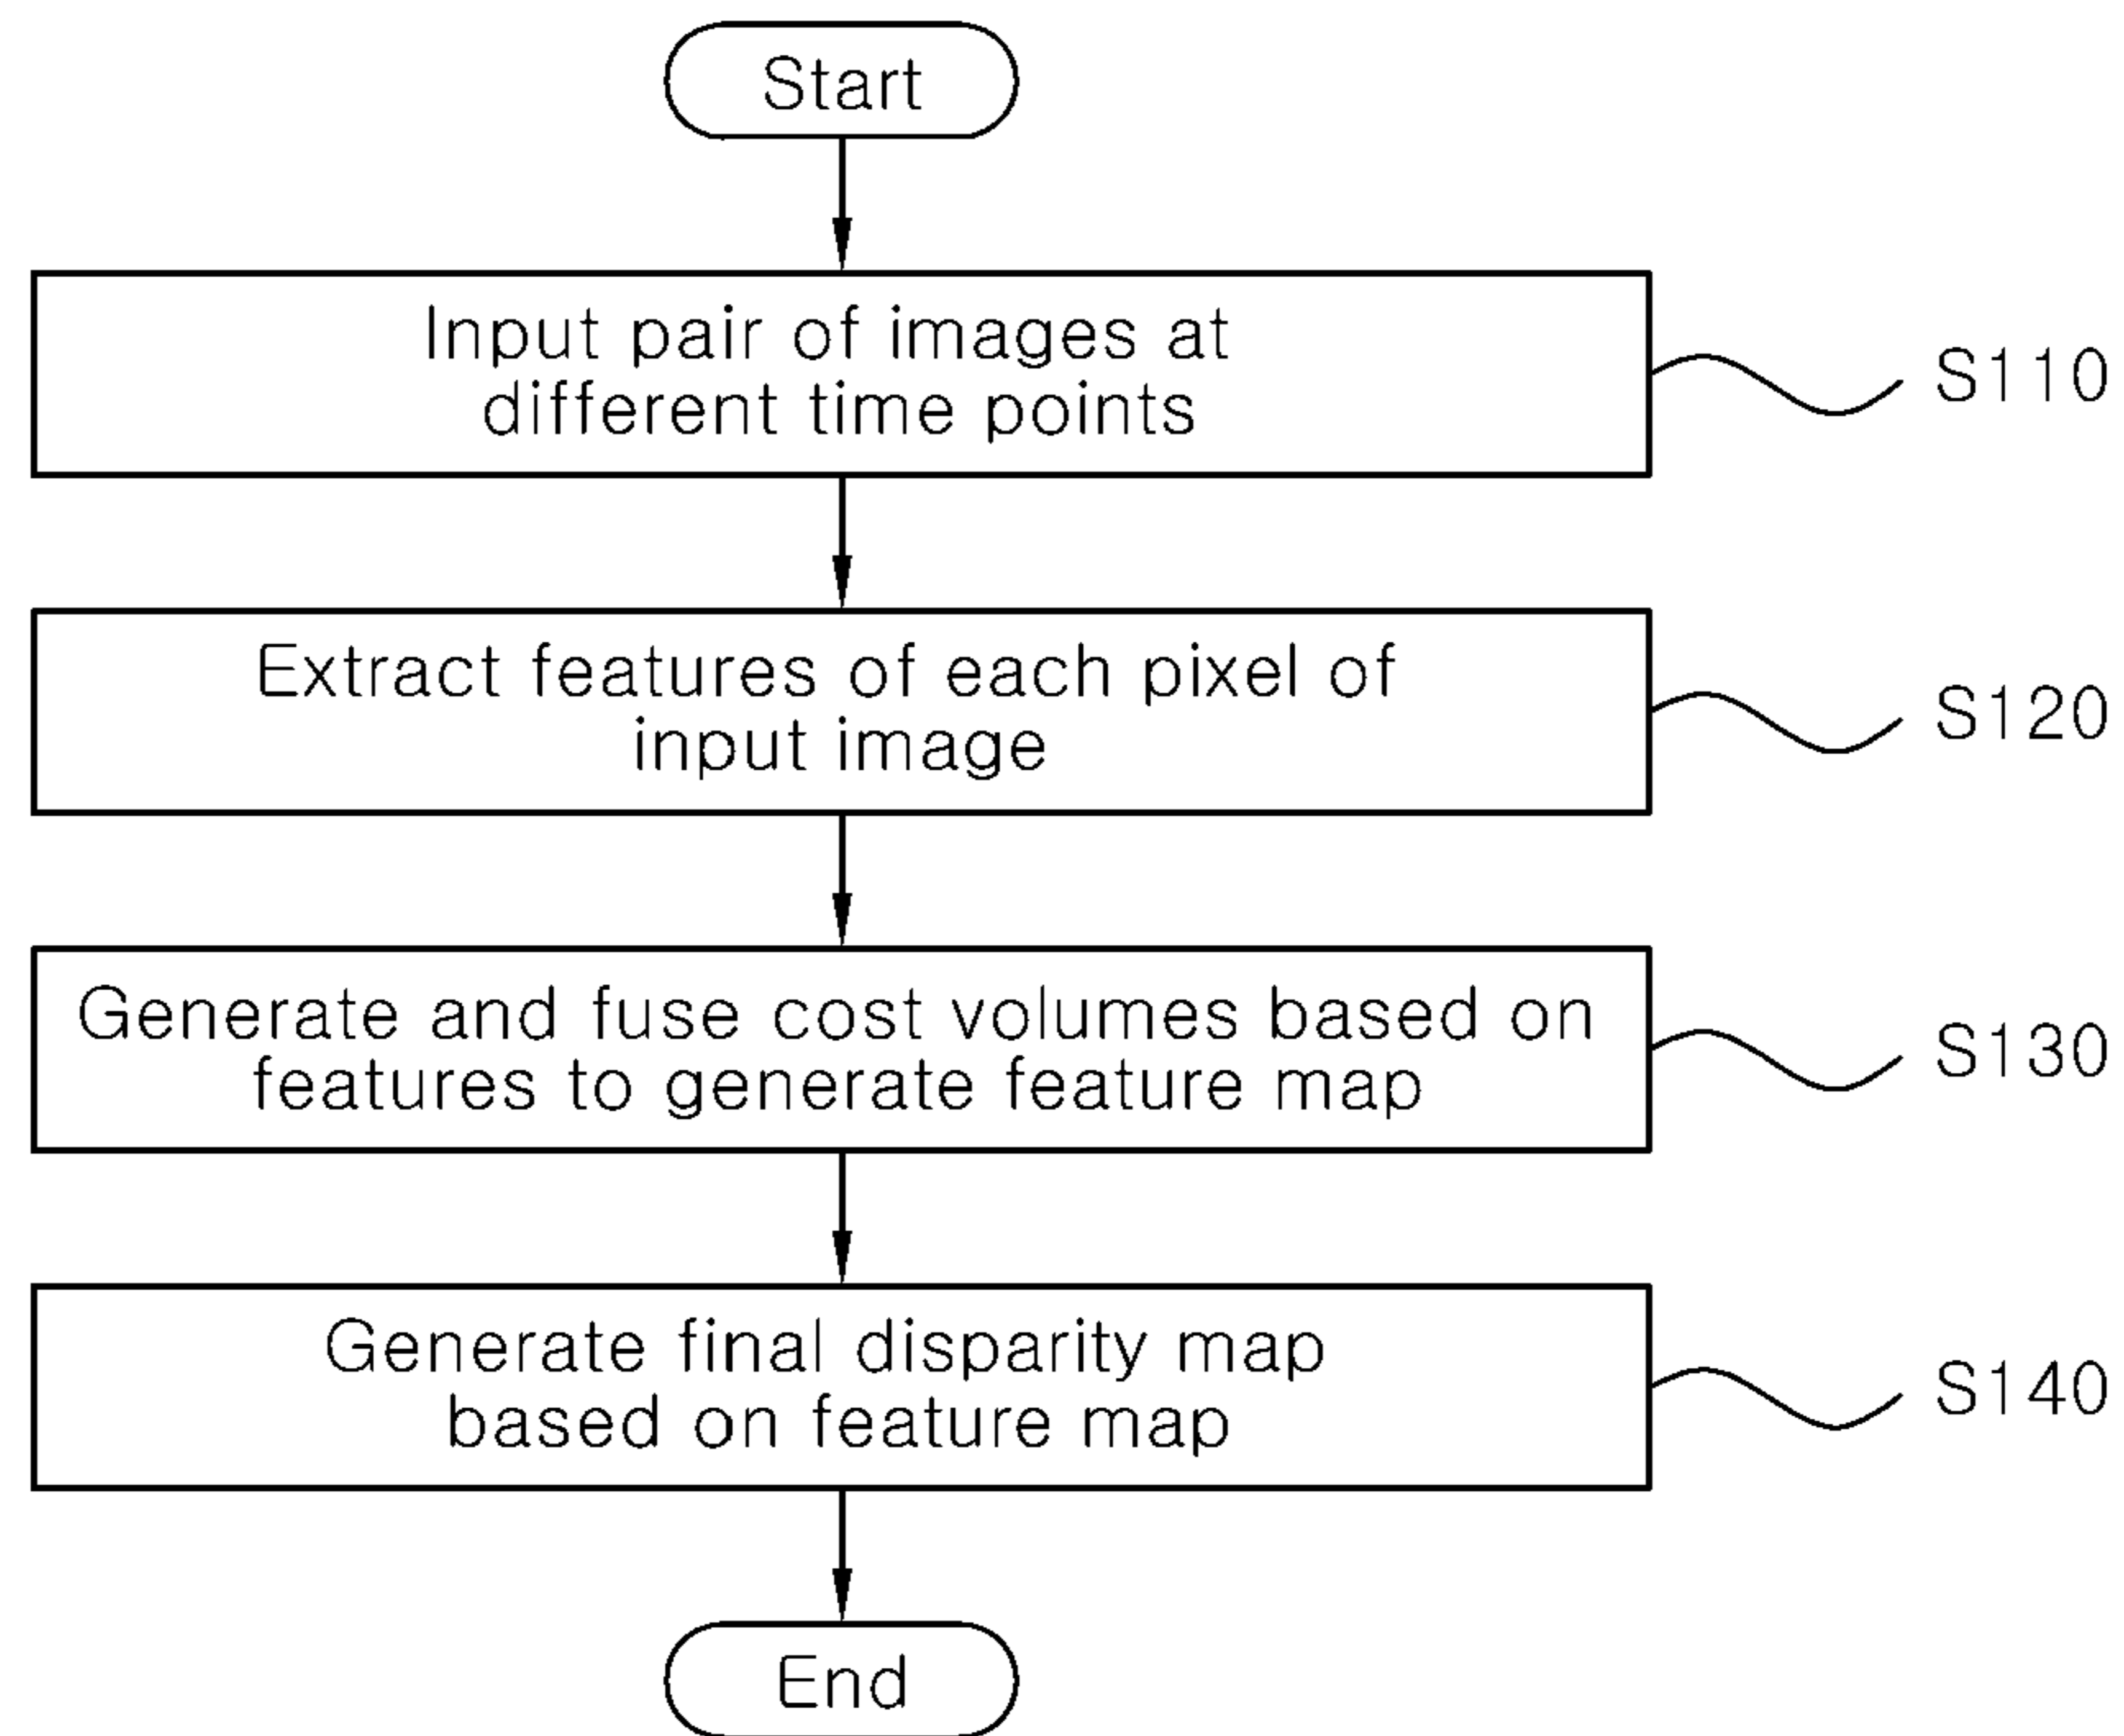 Start
Input pair of images at
different time points
S110
Extract features of each pixel of
input image
S120
Generate and fuse cost volumes based on
features to generate feature map
S130
Generate final disparity map
based on feature map
S140
End